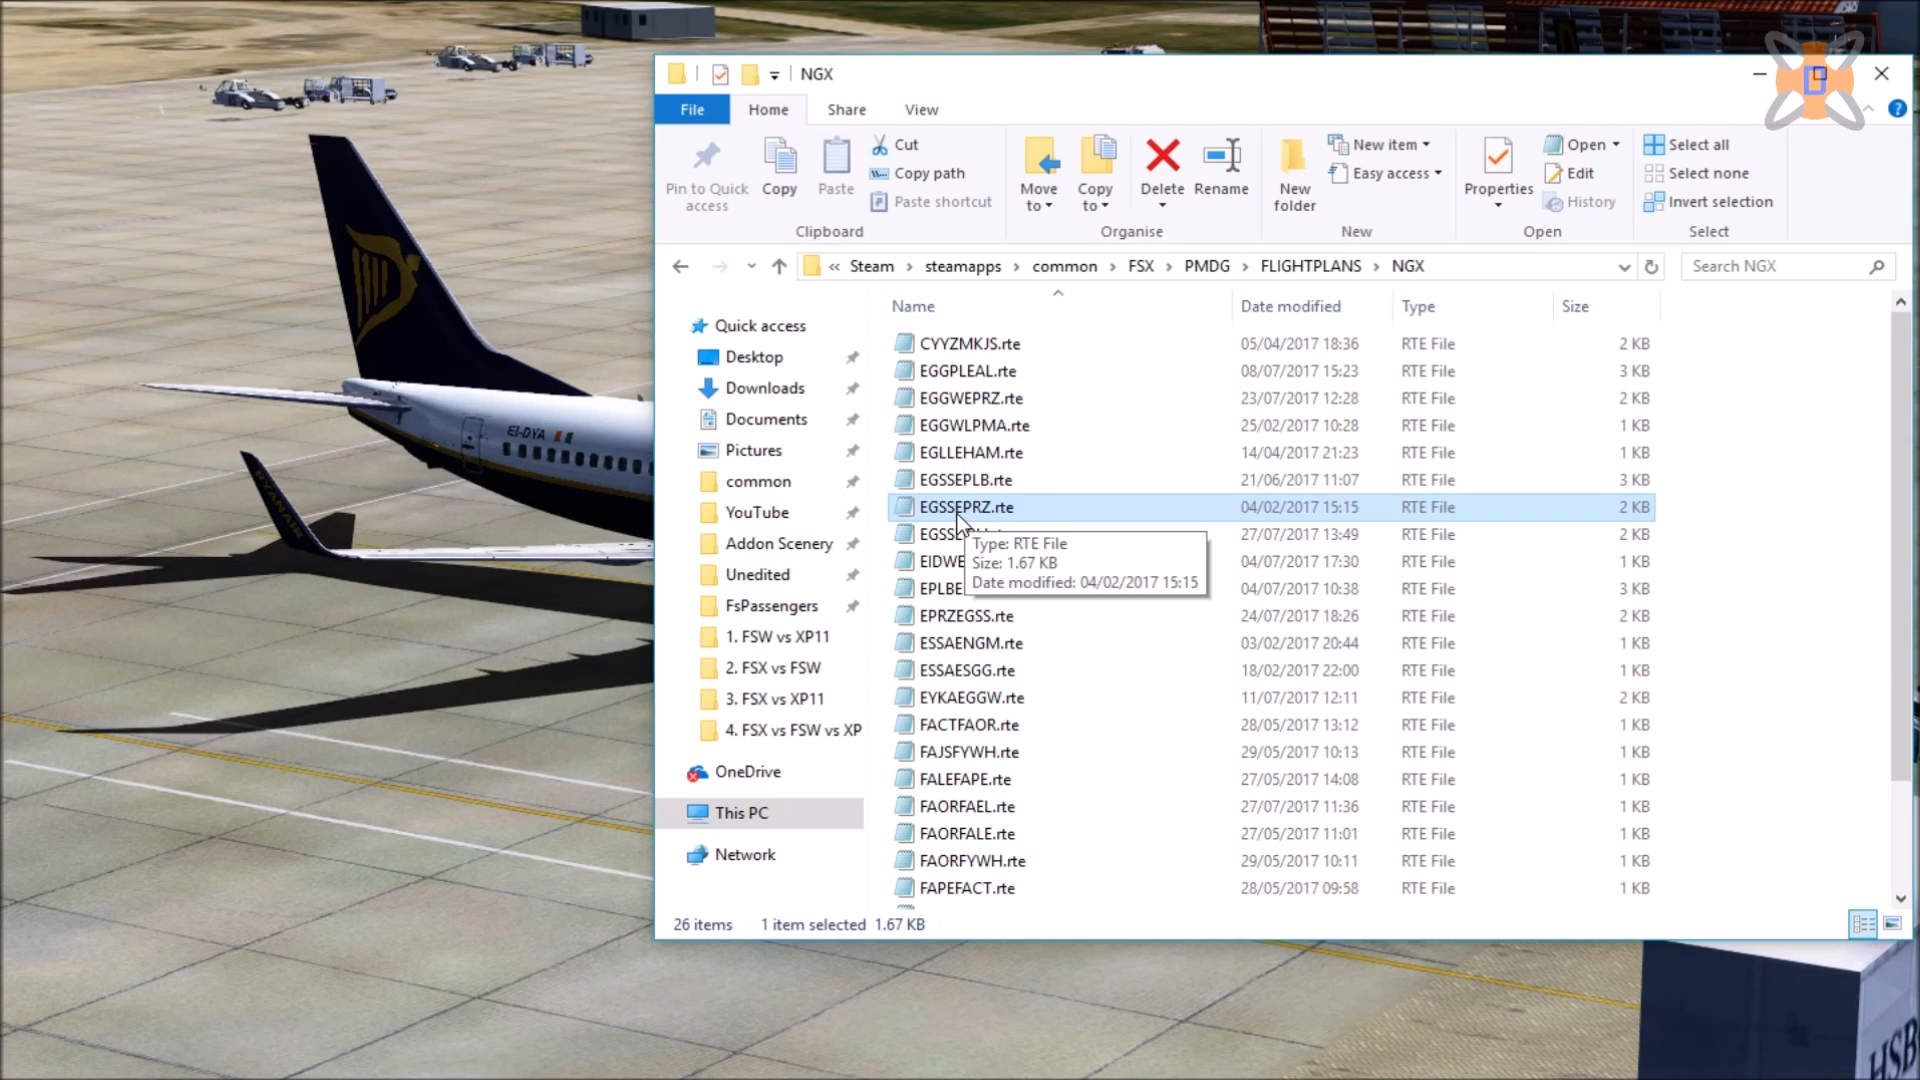 NGX
File Home Share View
Pin to Quick access
Copy
Paste
Cut
Copy path
Paste shortcut
Clipboard
Move to
Copy to
Delete
Rename
Organise
New folder
New item
Easy access
New
Properties
Open
Edit
History
Open
Select all
Select none
Invert selection
Select
« Steam › steamapps › common › FSX › PMDG › FLIGHTPLANS › NGX
Search NGX
Quick access
Desktop
Downloads
Documents
Pictures
common
YouTube
Addon Scenery
Unedited
FsPassengers
1. FSW vs XP11
2. FSX vs FSW
3. FSX vs XP11
4. FSX vs FSW vs XP
OneDrive
This PC
Network
Name Date modified Type Size
CYYZMKJS.rte 05/04/2017 18:36 RTE File 2 KB
EGGPLEAL.rte 08/07/2017 15:23 RTE File 3 KB
EGGWEPRZ.rte 23/07/2017 12:28 RTE File 2 KB
EGGWLPMA.rte 25/02/2017 10:28 RTE File 1 KB
EGLLEHAM.rte 14/04/2017 21:23 RTE File 1 KB
EGSSEPLB.rte 21/06/2017 11:07 RTE File 3 KB
EGSSEPRZ.rte 04/02/2017 15:15 RTE File 2 KB
27/07/2017 13:49 RTE File 2 KB
EIDWE 04/07/2017 17:30 RTE File 1 KB
EPLBE 04/07/2017 10:38 RTE File 3 KB
EPRZEGSS.rte 24/07/2017 18:26 RTE File 2 KB
ESSAENGM.rte 03/02/2017 20:44 RTE File 1 KB
ESSAESGG.rte 18/02/2017 22:00 RTE File 1 KB
EYKAEGGW.rte 11/07/2017 12:11 RTE File 2 KB
FACTFAOR.rte 28/05/2017 13:12 RTE File 1 KB
FAJSFYWH.rte 29/05/2017 10:13 RTE File 1 KB
FALEFAPE.rte 27/05/2017 14:08 RTE File 1 KB
FAORFAEL.rte 27/07/2017 11:36 RTE File 1 KB
FAORFALE.rte 27/05/2017 11:01 RTE File 1 KB
FAORFYWH.rte 29/05/2017 10:11 RTE File 1 KB
FAPEFACT.rte 28/05/2017 09:58 RTE File 1 KB
Type: RTE File
Size: 1.67 KB
Date modified: 04/02/2017 15:15
26 items 1 item selected 1.67 KB
EI-DYA
RYANAIR
HSB